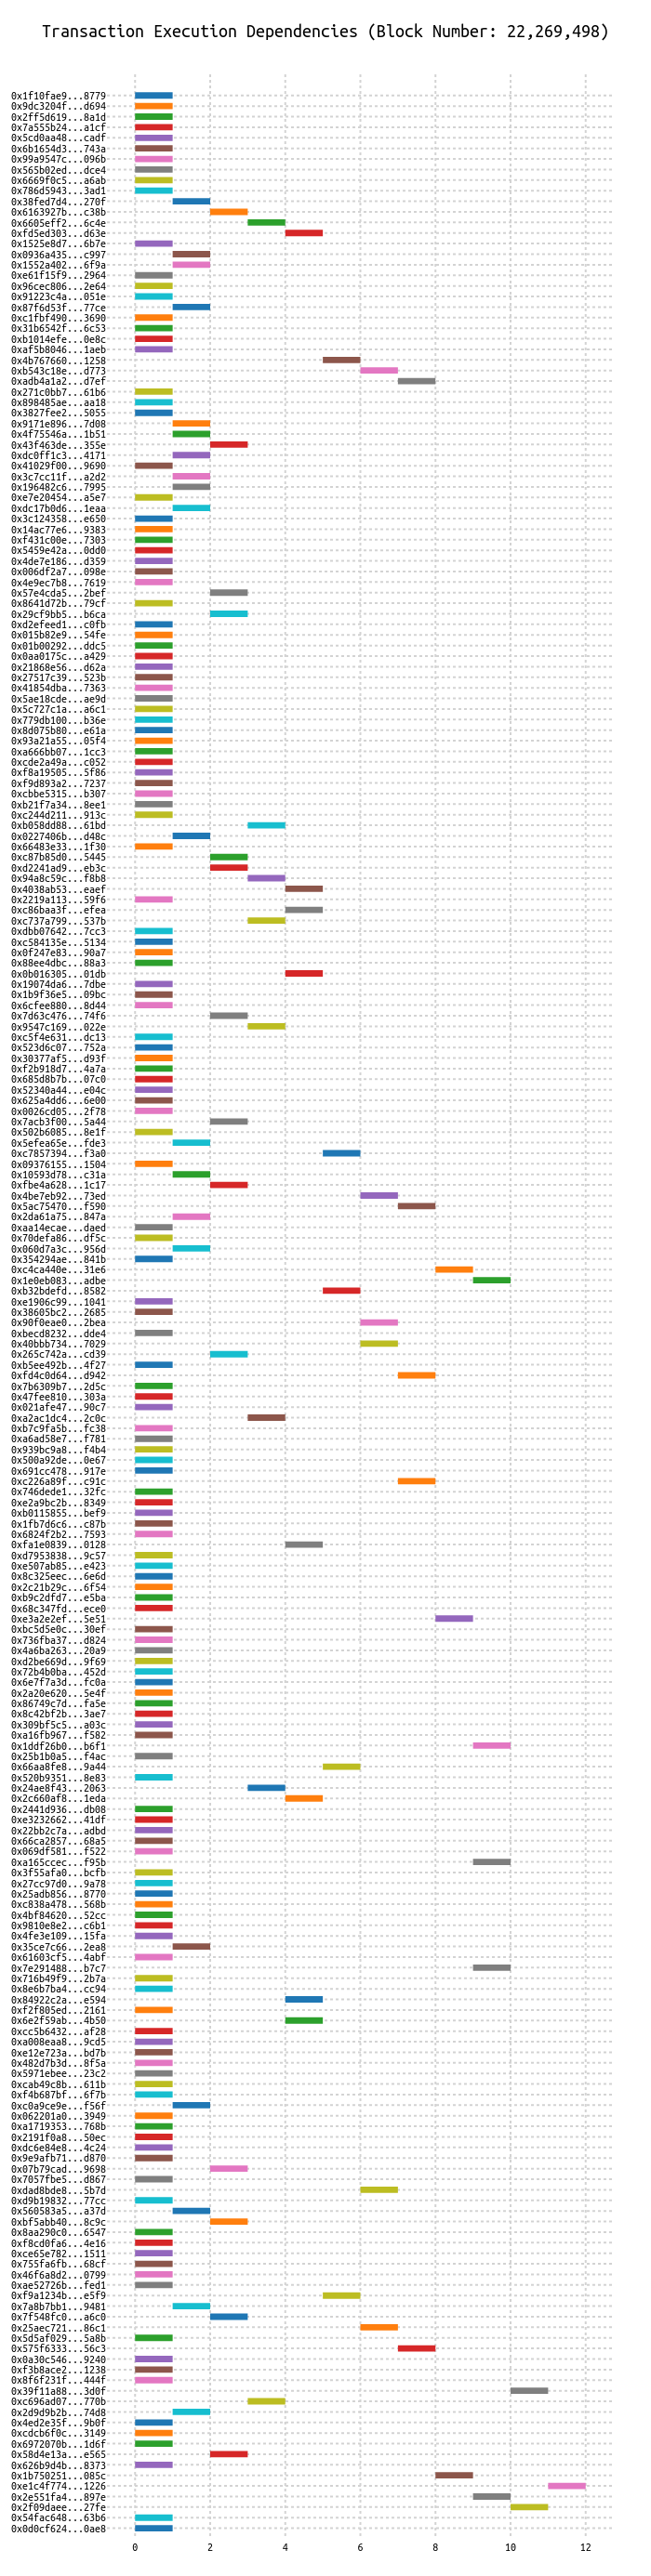 Transaction Execution Dependencies (Block Number: 22,269,498)
0x1f10fae9...8779
0x9dc3204f...d694
0x2ff5d619...8a1d
0x7a555b24...a1cf
0x5cd0aa48...cadf
0x6b1654d3...743a
0x99a9547c...096b
0x565b02ed...dce4
0x6669f0c5...a6ab
0x786d5943...3ad1
0x38fed7d4...270f
0x6163927b...c38b
0x6605eff2...6c4e
0xfd5ed303...d63e
0x1525e8d7...6b7e
0x0936a435...c997
0x1552a402...6f9a
0xe61f15f9...2964
0x96cec806...2e64
0x91223c4a...051e
0x87f6d53f...77ce
0xc1fbf490...3690
0x31b6542f...6c53
0xb1014efe...0e8c
0xaf5b8046...1aeb
0x4b767660...1258
0xb543c18e...d773
0xadb4a1a2...d7ef
0x271c0bb7...61b6
0x898485ae...aa18
0x3827fee2...5055
0x9171e896...7d08
0x4f75546a...1b51
0x43f463de...355e
0xdc0ff1c3...4171
0x41029f00...9690
0x3c7cc11f...a2d2
0x196482c6...7995
0xe7e20454...a5e7
0xdc17b0d6...1eaa
0x3c124358...e650
0x14ac77e6...9383
0xf431c00e...7303
0x5459e42a...0dd0
0x4de7e186...d359
0x006df2a7...098e
0x4e9ec7b8...7619
0x57e4cda5...2bef
0x8641d72b...79cf
0x29cf9bb5...b6ca
0xd2efeed1...c0fb
0x015b82e9...54fe
0x01b00292...ddc5
0x0aa0175c...a429
0x21868e56...d62a
0x27517c39...523b
0x41854dba...7363
0x5ae18cde...ae9d
0x5c727c1a...a6c1
0x779db100...b36e
0x8d075b80...e61a
0x93a21a55...05f4
0xa666bb07...1cc3
0xcde2a49a...c052
0xf8a19505...5f86
0xf9d893a2...7237
0xcbbe5315...b307
0xb21f7a34...8ee1
0xc244d211...913c
0xb058dd88...61bd
0x0227406b...d48c
0x66483e33...1f30
0xc87b85d0...5445
0xd2241ad9...eb3c
0x94a8c59c...f8b8
0x4038ab53...eaef
0x2219a113...59f6
0xc86baa3f...efea
0xc737a799...537b
0xdbb07642...7cc3
0xc584135e...5134
0x0f247e83...90a7
0x88ee4dbc...88a3
0x0b016305...01db
0x19074da6...7dbe
0x1b9f36e5...09bc
0x6cfee880...8d44
0x7d63c476...74f6
0x9547c169...022e
0xc5f4e631...dc13
0x523d6c07...752a
0x30377af5...d93f
0xf2b918d7...4a7a
0x685d8b7b...07c0
0x52340a44...e04c
0x625a4dd6...6e00
0x0026cd05...2f78
0x7acb3f00...5a44
0x502b6085...8e1f
0x5efea65e...fde3
0xc7857394...f3a0
0x09376155...1504
0x10593d78...c31a
0xfbe4a628...1c17
0x4be7eb92...73ed
0x5ac75470...f590
0x2da61a75...847a
0xaa14ecae...daed
0x70defa86...df5c
0x060d7a3c...956d
0x354294ae...841b
0xc4ca440e...31e6
0x1e0eb083...adbe
0xb32bdefd...8582
0xe1906c99...1041
0x38605bc2...2685
0x90f0eae0...2bea
0xbecd8232...dde4
0x40bbb734...7029
0x265c742a...cd39
0xb5ee492b...4f27
0xfd4c0d64...d942
0x7b6309b7...2d5c
0x47fee810...303a
0x021afe47...90c7
0xa2ac1dc4...2c0c
0xb7c9fa5b...fc38
0xa6ad58e7...f781
0x939bc9a8...f4b4
0x500a92de...0e67
0x691cc478...917e
0xc226a89f...c91c
0x746dede1...32fc
0xe2a9bc2b...8349
0xb0115855...bef9
0x1fb7d6c6...c87b
0x6824f2b2...7593
0xfa1e0839...0128
0xd7953838...9c57
0xe507ab85...e423
0x8c325eec...6e6d
0x2c21b29c...6f54
0xb9c2dfd7...e5ba
0x68c347fd...ece0
0xe3a2e2ef...5e51
0xbc5d5e0c...30ef
0x736fba37...d824
0x4a6ba263...20a9
0xd2be669d...9f69
0x72b4b0ba...452d
0x6e7f7a3d...fc0a
0x2a20e620...5e4f
0x86749c7d...fa5e
0x8c42bf2b...3ae7
0x309bf5c5...a03c
0xa16fb967...f582
0x1ddf26b0...b6f1
0x25b1b0a5...f4ac
0x66aa8fe8...9a44
0x520b9351...8e83
0x24ae8f43...2063
0x2c660af8...1eda
0x2441d936...db08
0xe3232662...41df
0x22bb2c7a...adbd
0x66ca2857...68a5
0x069df581...f522
0xa165ccec...f95b
0x3f55afa0...bcfb
0x27cc97d0...9a78
0x25adb856...8770
0xc838a478...568b
0x4bf84620...52cc
0x9810e8e2...c6b1
0x4fe3e109...15fa
0x35ce7c66...2ea8
0x61603cf5...4abf
0x7e291488...b7c7
0x716b49f9...2b7a
0x8e6b7ba4...cc94
0x84922c2a...e594
0xf2f805ed...2161
0x6e2f59ab...4b50
0xcc5b6432...af28
0xa008eaa8...9cd5
0xe12e723a...bd7b
0x482d7b3d...8f5a
0x5971ebee...23c2
0xcab49c8b...611b
0xf4b687bf...6f7b
0xc0a9ce9e...f56f
0x062201a0...3949
0xa1719353...768b
0x2191f0a8...50ec
0xdc6e84e8...4c24
0x9e9afb71...d870
0x07b79cad...9698
0x7057fbe5...d867
0xdad8bde8...5b7d
0xd9b19832...77cc
0x560583a5...a37d
0xbf5abb40...8c9c
0x8aa290c0...6547
0xf8cd0fa6...4e16
0xce65e782...1511
0x755fa6fb...68cf
0x46f6a8d2...0799
0xae52726b...fed1
0xf9a1234b...e5f9
0x7a8b7bb1...9481
0x7f548fc0...a6c0
0x25aec721...86c1
0x5d5af029...5a8b
0x575f6333...56c3
0x0a30c546...9240
0xf3b8ace2...1238
0x8f6f231f...444f
0x39f11a88...3d0f
0xc696ad07...770b
0x2d9d9b2b...74d8
0x4ed2e35f...9b0f
0xcdcb6f0c...3149
0x6972070b...1d6f
0x58d4e13a...e565
0x626b9d4b...8373
0x1b750251...085c
0xe1c4f774...1226
0x2e551fa4...897e
0x2f09daee...27fe
0x54fac648...63b6
0x0d0cf624...0ae8
0 2 4 6 8 10 12